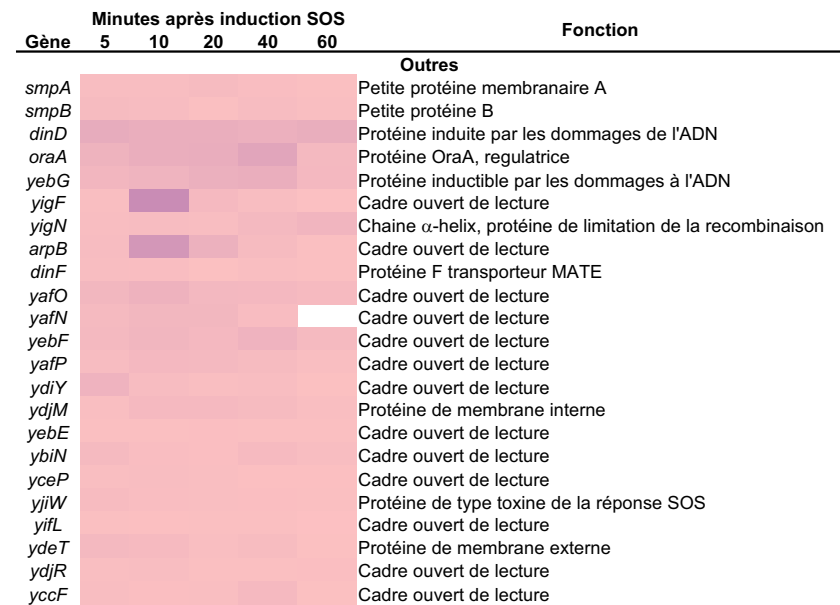 Minutes après induction SOS
Gène 5 10 20 40 60 Fonction
Outres
smpA Petite protéine membranaire A
smpB Petite protéine B
dinD Protéine induite par les dommages de l'ADN
oraA Protéine OraA, regulatrice
yebG Protéine inductible par les dommages à l'ADN
yigF Cadre ouvert de lecture
yigN Chaine α-helix, protéine de limitation de la recombinaison
arpB Cadre ouvert de lecture
dinF Protéine F transporteur MATE
yafO Cadre ouvert de lecture
yafN Cadre ouvert de lecture
yebF Cadre ouvert de lecture
yafP Cadre ouvert de lecture
ydiY Cadre ouvert de lecture
ydjM Protéine de membrane interne
yebE Cadre ouvert de lecture
ybiN Cadre ouvert de lecture
yceP Cadre ouvert de lecture
yjiW Protéine de type toxine de la réponse SOS
yifL Cadre ouvert de lecture
ydeT Protéine de membrane externe
ydjR Cadre ouvert de lecture
yccF Cadre ouvert de lecture